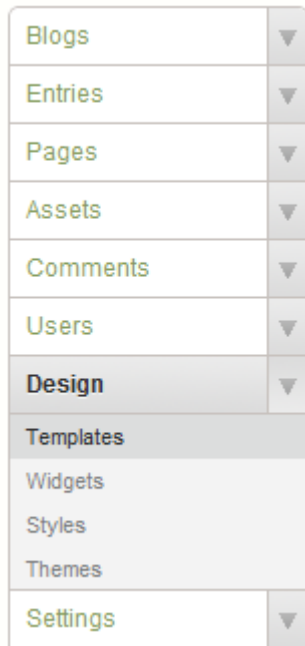 Blogs
Entries
Pages
Assets
Comments
Users
Design
Templates
Widgets
Styles
Themes
Settings